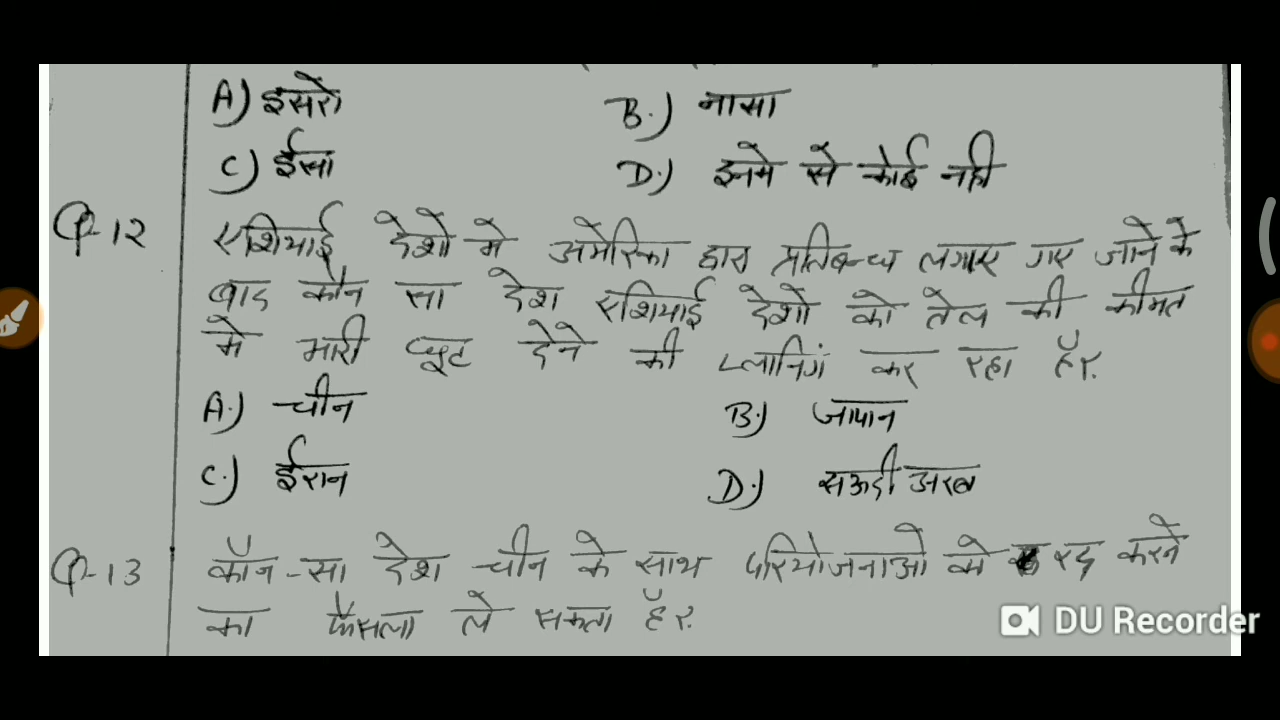 A) इसरो B.) नासा
C) ईसा D.) इनमे से कोई नही
Q-12 एशियाई देशों मे अमेरिका द्वारा प्रतिबन्ध लगाए गए जाने के
बाद कौन सा देश एशियाई देशों को तेल की कीमत
मे भारी छूट देने की प्लानिगं कर रहा है?
A.) चीन B.) जापान
C.) ईरान D.) सऊदी अरब
Q-13 कौन-सा देश चीन के साथ परियोजनाओ को रद्द करने
का फैसला ले सकता है?
DU Recorder